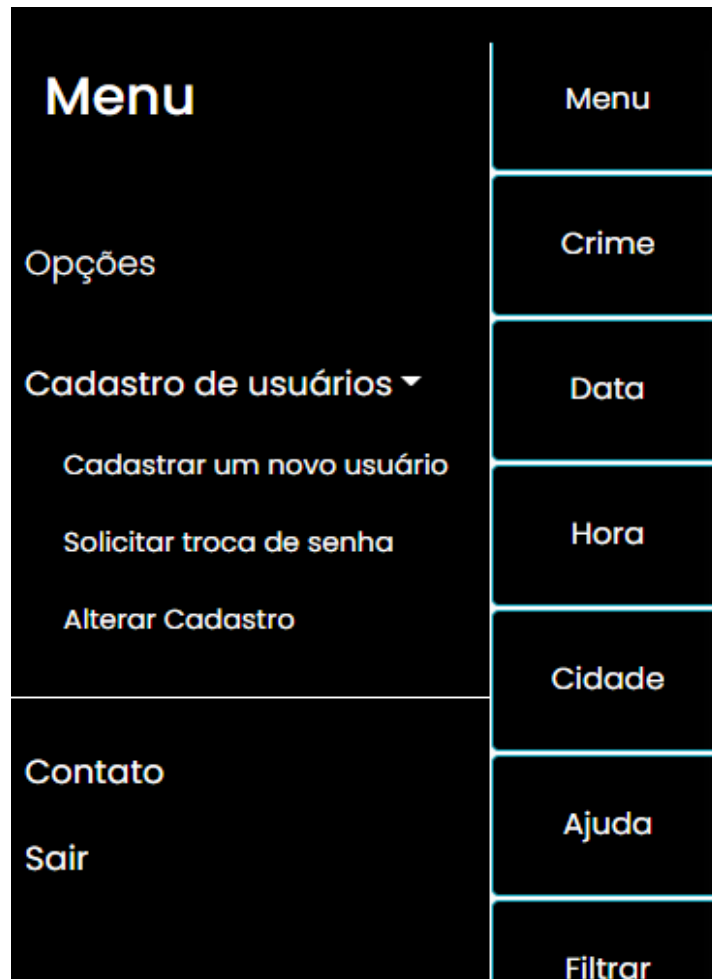 Menu
Opções
Cadastro de usuários
Cadastrar um novo usuário
Solicitar troca de senha
Alterar Cadastro
Contato
Sair
Menu
Crime
Data
Hora
Cidade
Ajuda
Filtrar